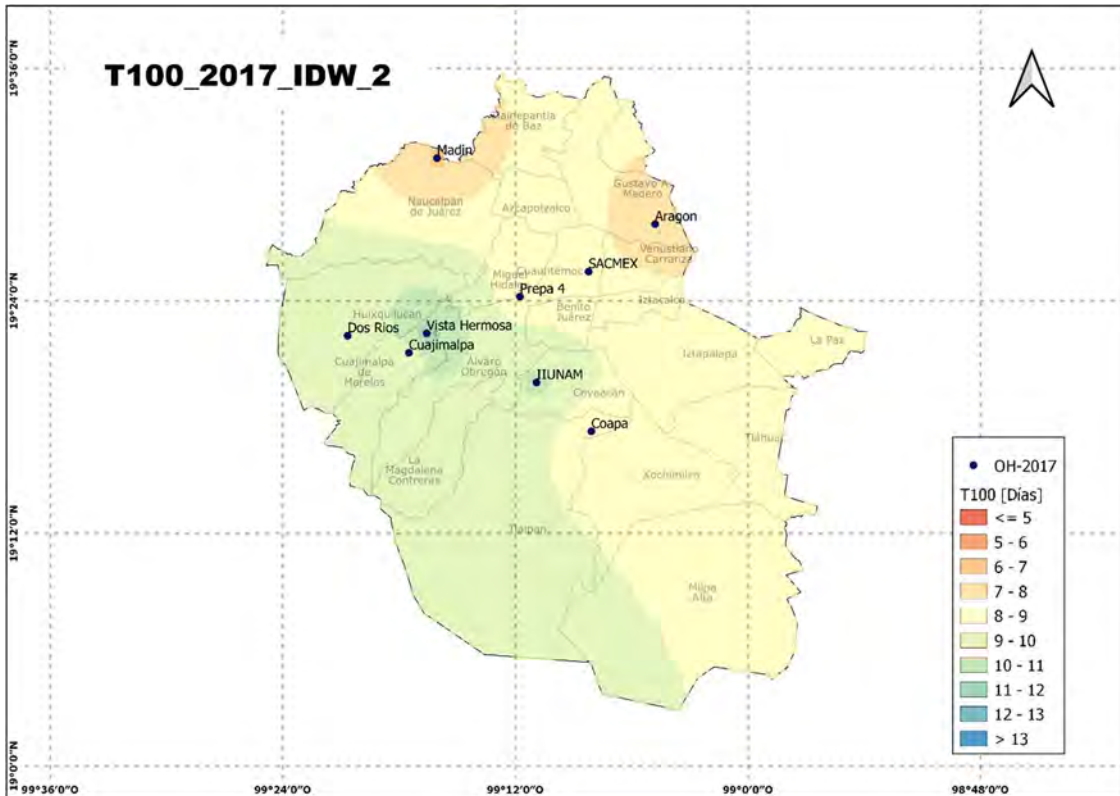 T100_2017_IDW_2
19°36'0"N
19°24'0"N
19°12'0"N
19°0'0"N
99°36'0"W
99°24'0"W
99°12'0"W
99°0'0"W
98°48'0"W
Tlalnepantla
de Baz
Madin
Gustavo A.
Madero
Naucalpan
de Juárez
Azcapotzalco
Aragon
Venustiano
Carranza
SACMEX
Cuauhtémoc
Miguel
Hidalgo
Prepa 4
Iztacalco
Benito
Juárez
Huixquilucan
Vista Hermosa
Dos Rios
Cuajimalpa
La Paz
Iztapalapa
Cuajimalpa
de Morelos
Alvaro
Obregón
IIUNAM
Coyoacán
Coapa
Tláhuac
La
Magdalena
Contreras
Xochimilco
Tlalpan
Milpa
Alta
OH-2017
T100 [Días]
<= 5
5 - 6
6 - 7
7 - 8
8 - 9
9 - 10
10 - 11
11 - 12
12 - 13
> 13